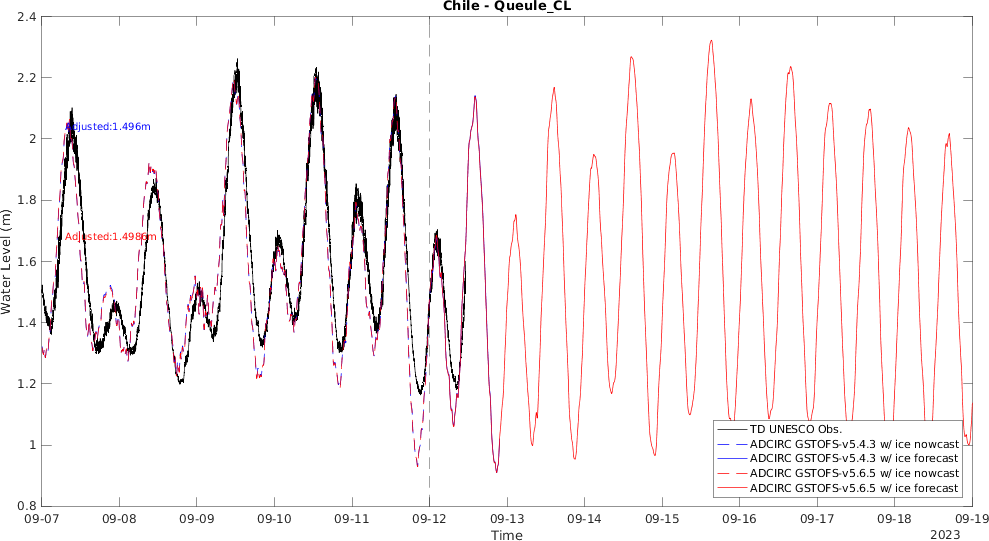 Chile - Queule_CL
2.4
2.2
2
1.8
1.6
1.4
1.2
1
0.8
Water Level (m)
Adjusted:1.496m
Adjusted:1.4986m
TD UNESCO Obs.
ADCIRC GSTOFS-v5.4.3 w/ ice nowcast
ADCIRC GSTOFS-v5.4.3 w/ ice forecast
ADCIRC GSTOFS-v5.6.5 w/ ice nowcast
ADCIRC GSTOFS-v5.6.5 w/ ice forecast
09-07 09-08 09-09 09-10 09-11 09-12 09-13 09-14 09-15 09-16 09-17 09-18 09-19
Time
2023